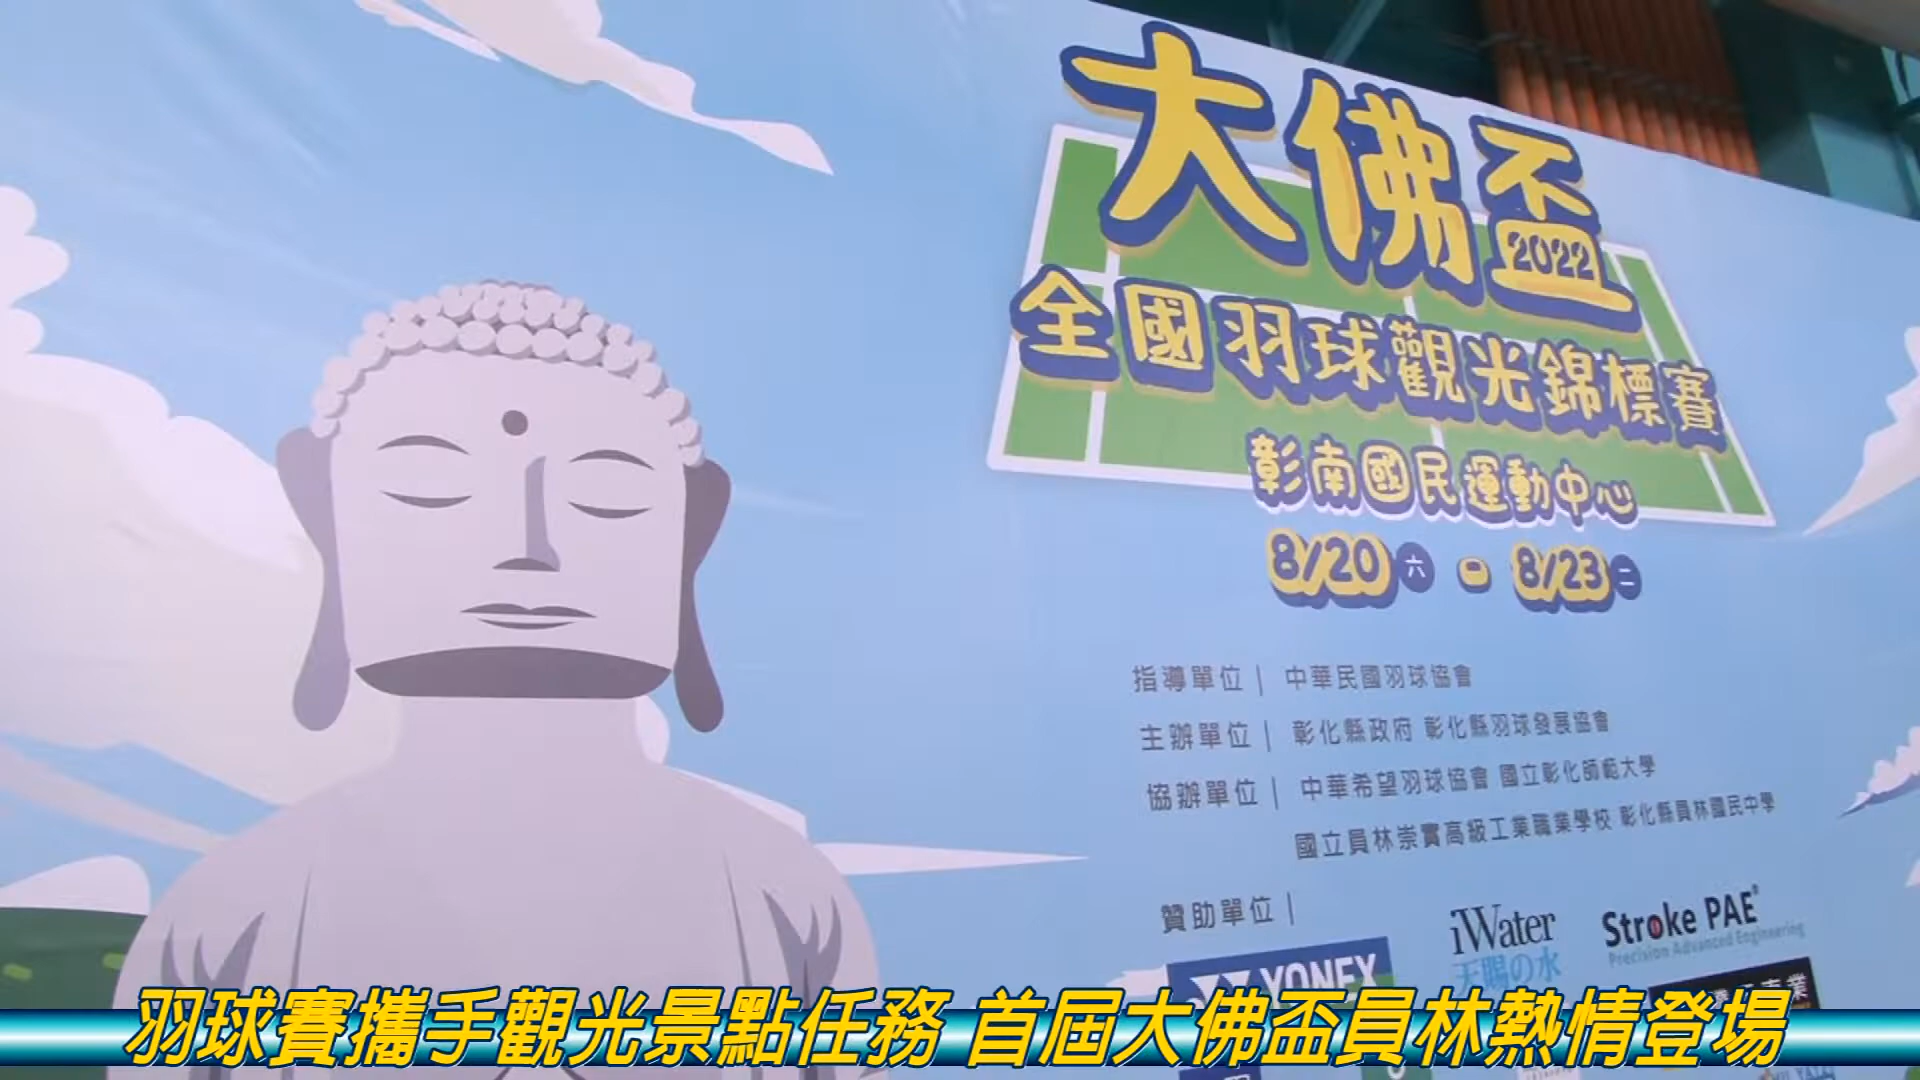 大佛盃
2022
全國羽球觀光錦標賽
彰南國民運動中心
8/20 六 - 8/23 二
指導單位｜ 中華民國羽球協會
主辦單位｜ 彰化縣政府 彰化縣羽球發展協會
協辦單位｜ 中華希望羽球協會 國立彰化師範大學
國立員林崇實高級工業職業學校 彰化縣員林國民中學
贊助單位｜
YONEX
iWater
天賜の水
Stroke PAE®
Precision Advanced Engineering
羽球賽攜手觀光景點任務 首屆大佛盃員林熱情登場